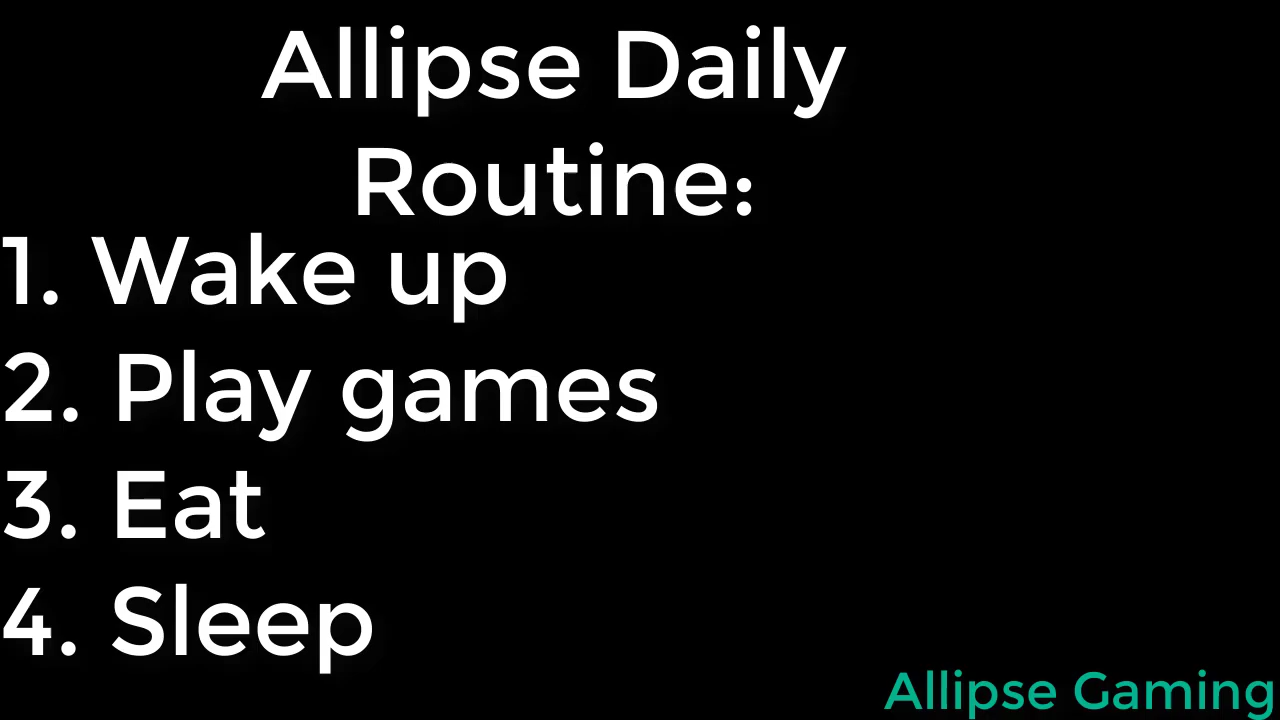 Allipse Daily
Routine:
1. Wake up
2. Play games
3. Eat
4. Sleep
Allipse Gaming